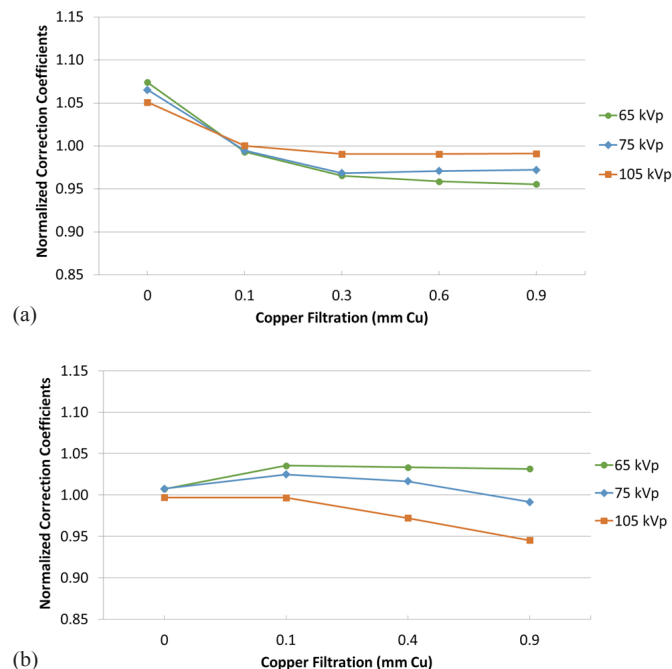 1.15
1.10
1.05
1.00
0.95
0.90
0.85
Normalized Correction Coefficients
65 kVp
75 kVp
105 kVp
0 0.1 0.3 0.6 0.9
Copper Filtration (mm Cu)
(a)
1.15
1.10
1.05
1.00
0.95
0.90
0.85
Normalized Correction Coefficients
65 kVp
75 kVp
105 kVp
0 0.1 0.4 0.9
Copper Filtration (mm Cu)
(b)